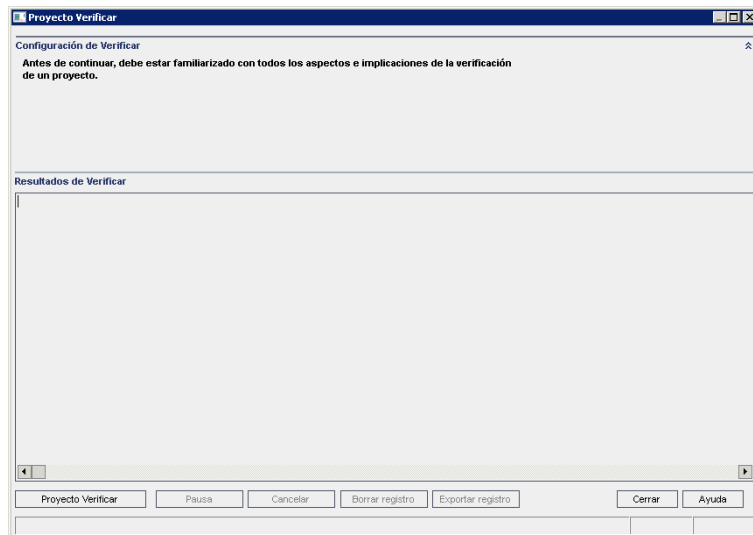 Proyecto Verificar
Configuración de Verificar
Antes de continuar, debe estar familiarizado con todos los aspectos e implicaciones de la verificación
de un proyecto.
Resultados de Verificar
Proyecto Verificar Pausa Cancelar Borrar registro Exportar registro Cerrar Ayuda